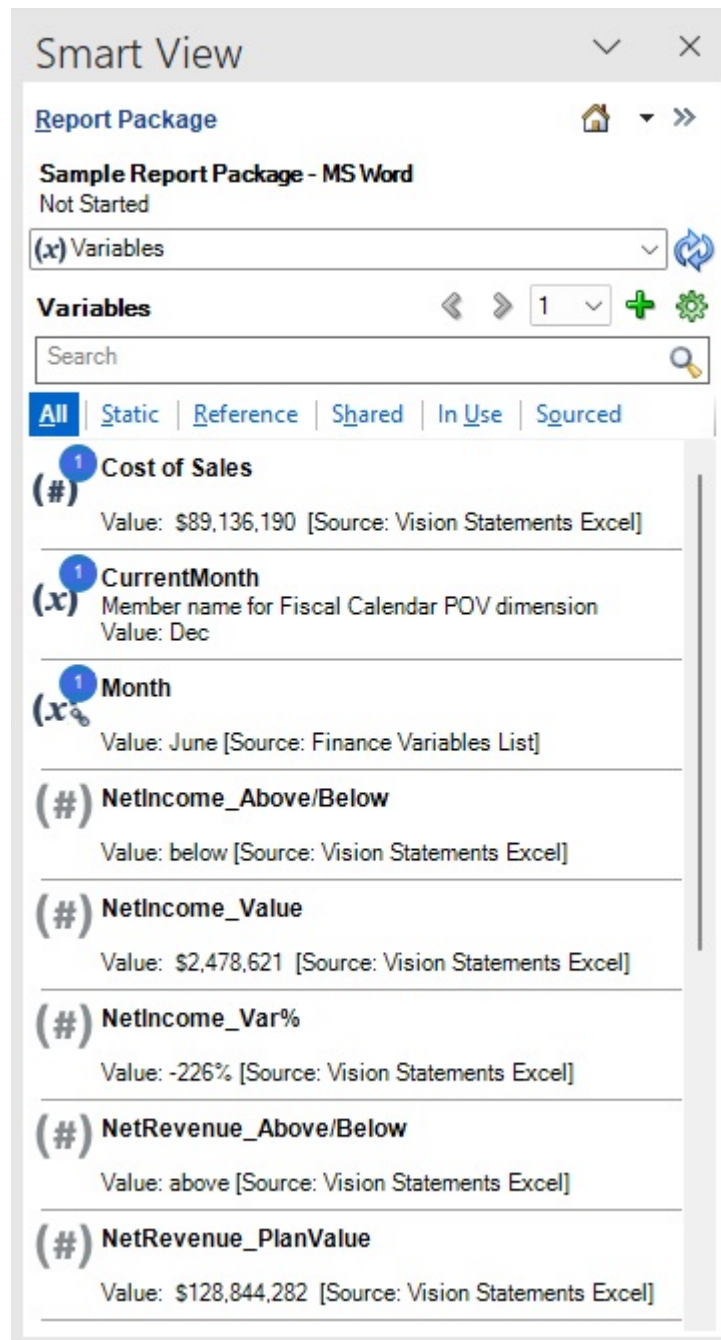 Smart View
Report Package
Sample Report Package - MS Word
Not Started
(x) Variables
Variables 1
Search
All Static Reference Shared In Use Sourced
1
(#) Cost of Sales
Value: $89,136,190 [Source: Vision Statements Excel]
1
(x) CurrentMonth
Member name for Fiscal Calendar POV dimension
Value: Dec
1
(x Month
Value: June [Source: Finance Variables List]
(#) NetIncome_Above/Below
Value: below [Source: Vision Statements Excel]
(#) NetIncome_Value
Value: $2,478,621 [Source: Vision Statements Excel]
(#) NetIncome_Var%
Value: -226% [Source: Vision Statements Excel]
(#) NetRevenue_Above/Below
Value: above [Source: Vision Statements Excel]
(#) NetRevenue_PlanValue
Value: $128,844,282 [Source: Vision Statements Excel]